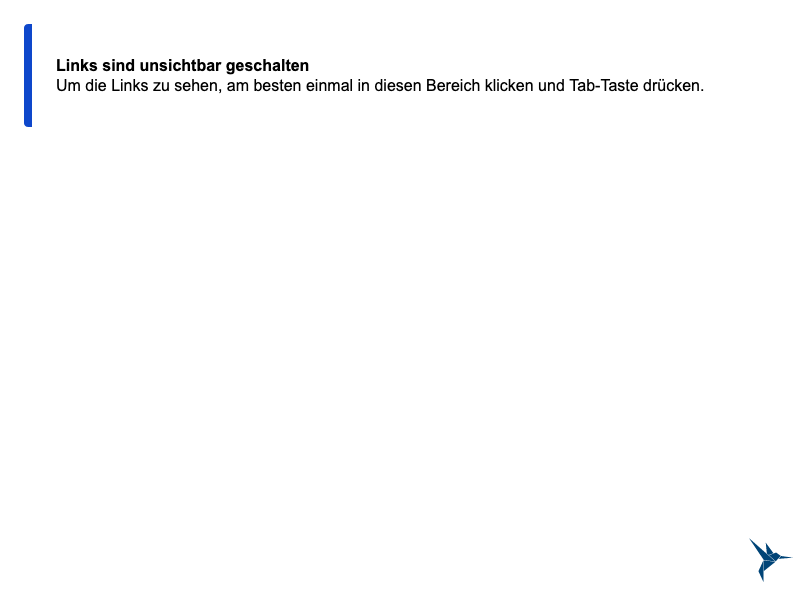 Links sind unsichtbar geschalten
Um die Links zu sehen, am besten einmal in diesen Bereich klicken und Tab-Taste drücken.